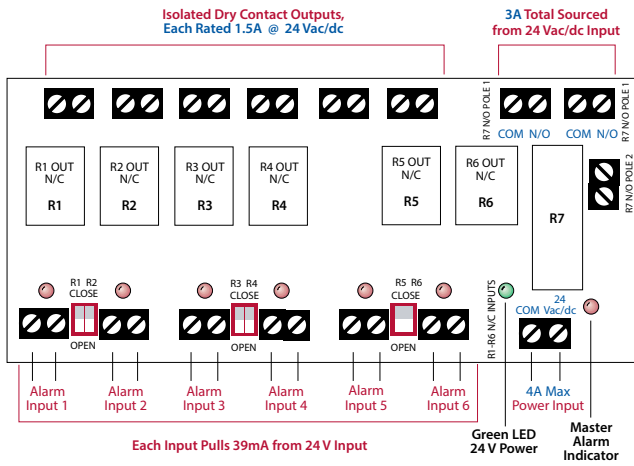 Isolated Dry Contact Outputs,
Each Rated 1.5A @ 24 Vac/dc
3A Total Sourced
from 24 Vac/dc Input
R7 N/O POLE 1
COM N/O
COM N/O
R7 N/O POLE 1
R7 N/O POLE 2
R1 OUT
N/C
R1
R2 OUT
N/C
R2
R3 OUT
N/C
R3
R4 OUT
N/C
R4
R5 OUT
N/C
R5
R6 OUT
N/C
R6
R7
R1 R2
CLOSE
OPEN
R3 R4
CLOSE
OPEN
R5 R6
CLOSE
OPEN
R1-R6 N/C INPUTS
24
COM Vac/dc
Alarm
Input 1
Alarm
Input 2
Alarm
Input 3
Alarm
Input 4
Alarm
Input 5
Alarm
Input 6
4A Max
Power Input
Each Input Pulls 39mA from 24 V Input
Green LED
24 V Power
Master
Alarm
Indicator